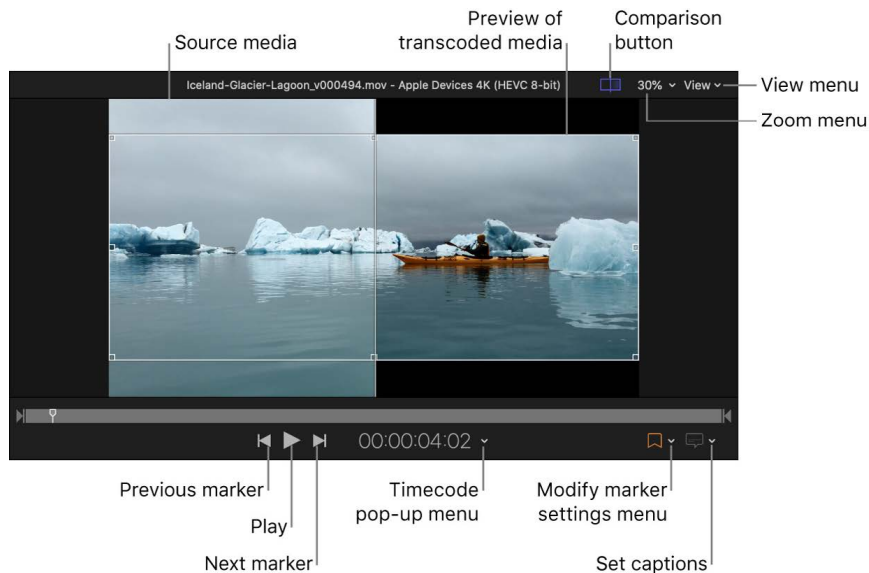 Preview of
transcoded media
Comparison
button
Source media
Iceland-Glacier-Lagoon_v000494.mov - Apple Devices 4K (HEVC 8-bit)
30%
View
View menu
Zoom menu
00:00:04:02
Previous marker
Play
Next marker
Timecode
pop-up menu
Modify marker
settings menu
Set captions